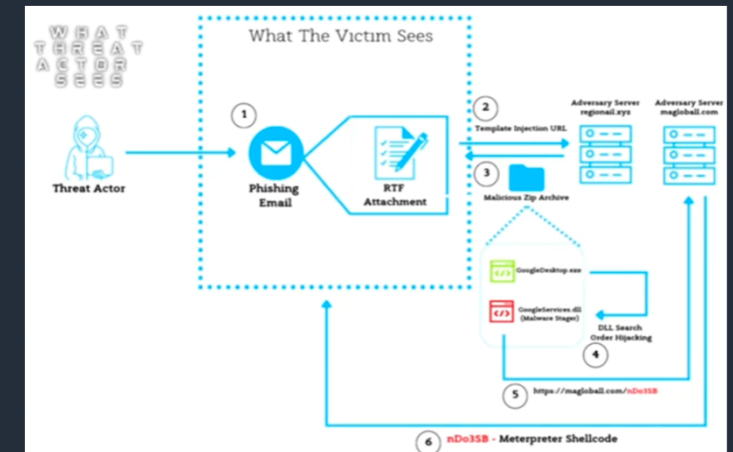 WHAT
THREAT
ACTOR
SEES
What The Victim Sees
1
2
Template Injection URL
Adversary Server
regionail.xyz
Adversary Server
magloball.com
Threat Actor
Phishing
Email
RTF
Attachment
3
Malicious Zip Archive
GoogleDesktop.exe
GoogleServices.dll
(Malware Stager)
DLL Search
Order Hijacking
4
5
https://magloball.com/nDo3SB
6
nDo3SB - Meterpreter Shellcode